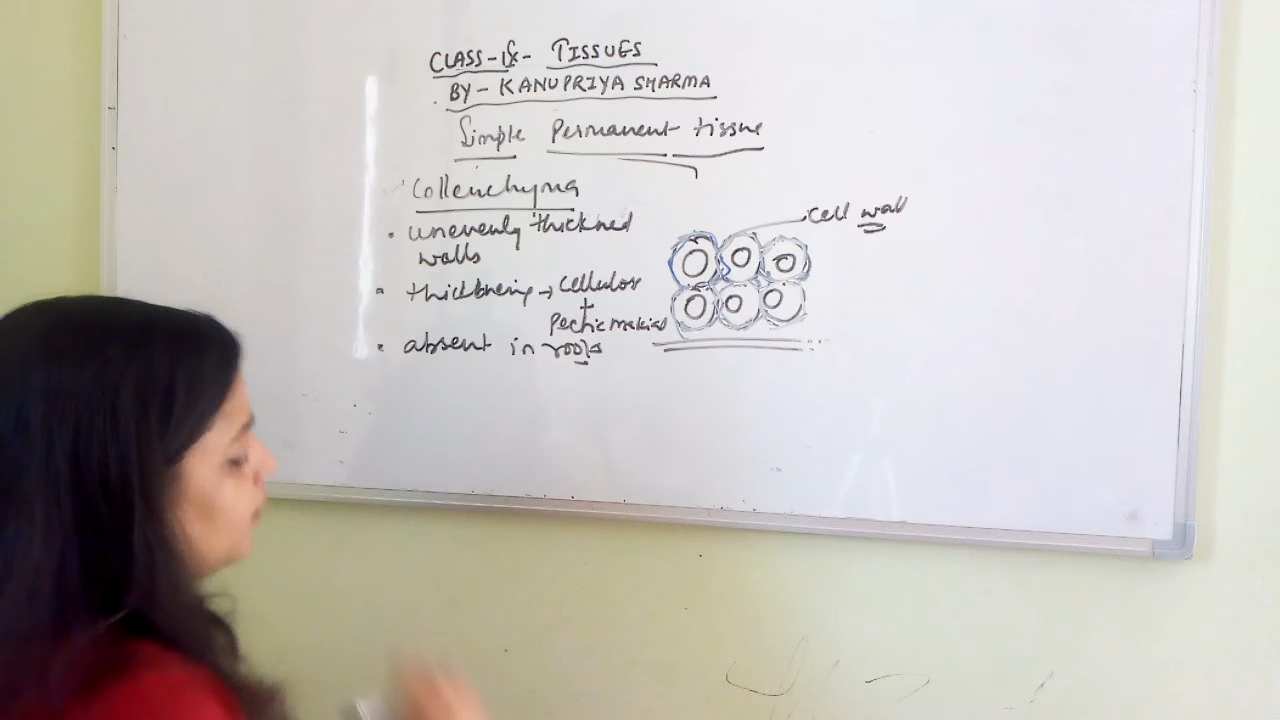 CLASS-IX- TISSUES
BY- KANUPRIYA SHARMA
Simple Permanent tissue
Collenchyma
• unevenly thickned
walls
• thickening → cellulose
+
Pectic material
• absent in roots
cell wall